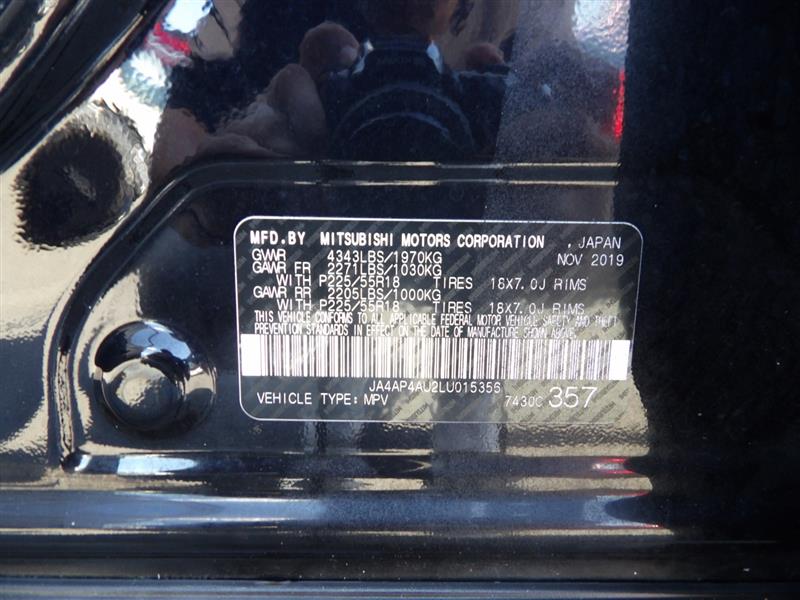 MFD.BY MITSUBISHI MOTORS CORPORATION , JAPAN
GVWR 4343LBS/1970KG NOV 2019
GAWR FR 2271LBS/1030KG
WITH P225/55R18 TIRES 18X7.0J RIMS
GAWR RR 2205LBS/1000KG
WITH P225/55R18 TIRES 18X7.0J RIMS
THIS VEHICLE CONFORMS TO ALL APPLICABLE FEDERAL MOTOR VEHICLE SAFETY AND THEFT
PREVENTION STANDARDS IN EFFECT ON THE DATE OF MANUFACTURE SHOWN ABOVE.
JA4AP4AU2LU015356
VEHICLE TYPE: MPV 7430C 357